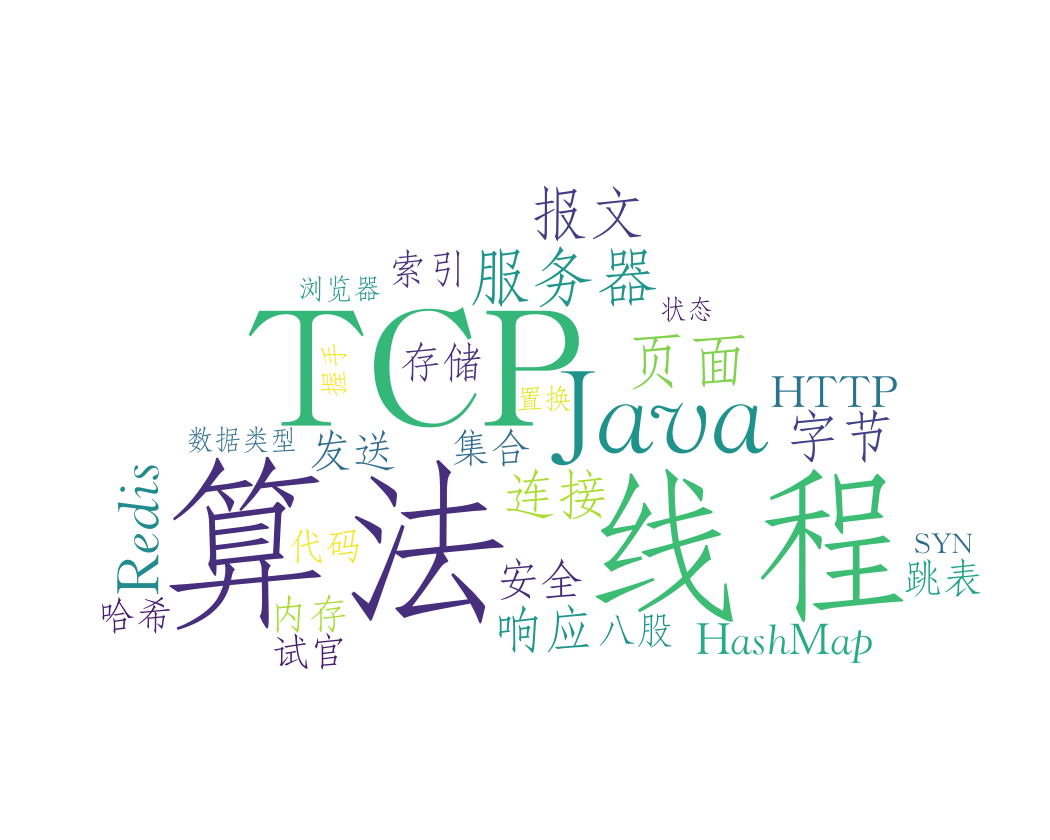 报文
索引
服务器
浏览器
状态
TCP
握手
存储
置换
页面
Java
HTTP
字节
数据类型
发送
集合
Redis
算法
连接
线程
代码
SYN
安全
跳表
哈希
内存
响应
八股
HashMap
试官